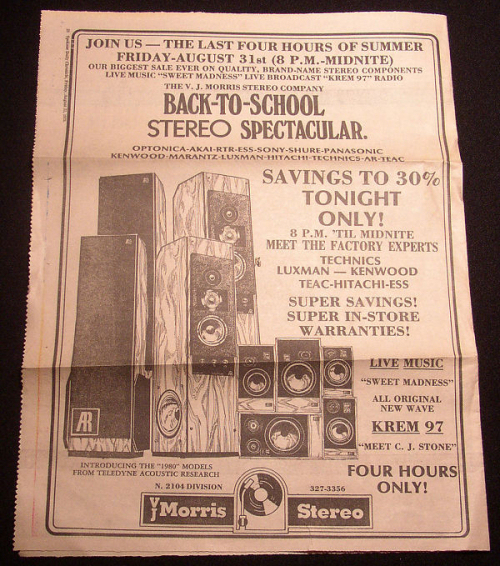 JOIN US — THE LAST FOUR HOURS OF SUMMER
FRIDAY-AUGUST 31st (8 P.M.-MIDNITE)
OUR BIGGEST SALE EVER ON QUALITY, BRAND-NAME STEREO COMPONENTS
LIVE MUSIC "SWEET MADNESS" LIVE BROADCAST "KREM 97" RADIO
THE V. J. MORRIS STEREO COMPANY
BACK-TO-SCHOOL
STEREO SPECTACULAR.
OPTONICA-AKAI-RTR-ESS-SONY-SHURE-PANASONIC
KENWOOD-MARANTZ-LUXMAN-HITACHI-TECHNICS-AR-TEAC
SAVINGS TO 30%
TONIGHT
ONLY!
8 P.M. 'TIL MIDNITE
MEET THE FACTORY EXPERTS
TECHNICS
LUXMAN — KENWOOD
TEAC-HITACHI-ESS
SUPER SAVINGS!
SUPER IN-STORE
WARRANTIES!
LIVE MUSIC
"SWEET MADNESS"
ALL ORIGINAL
NEW WAVE
KREM 97
"MEET C. J. STONE"
FOUR HOURS
ONLY!
AR
INTRODUCING THE "1980" MODELS
FROM TELEDYNE ACOUSTIC RESEARCH
N. 2104 DIVISION
327-3356
VJ Morris Stereo